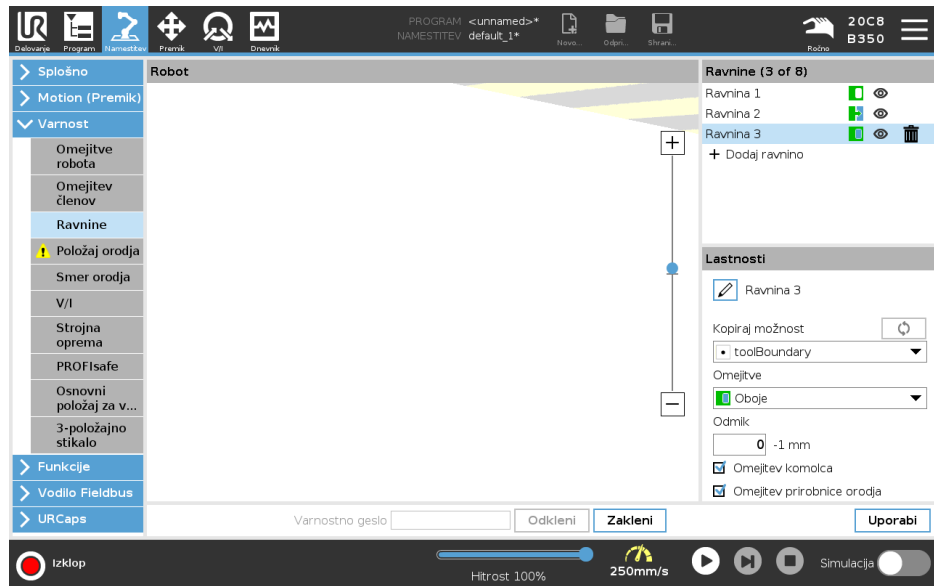 PROGRAM <unnamed>*
NAMESTITEV default_1*
Delovanje
Program
Namestitev
Premik
V/I
Dnevnik
Novo...
Odpri...
Shrani...
Ročno
20C8
B350
Splošno
Motion (Premik)
Varnost
Omejitve
robota
Omejitev
členov
Ravnine
Položaj orodja
Smer orodja
V/I
Strojna
oprema
PROFIsafe
Osnovni
položaj za v...
3-položajno
stikalo
Funkcije
Vodilo Fieldbus
URCaps
Robot
Varnostno geslo
Odkleni
Zakleni
Ravnine (3 of 8)
Ravnina 1
Ravnina 2
Ravnina 3
+ Dodaj ravnino
Lastnosti
Ravnina 3
Kopiraj možnost
toolBoundary
Omejitve
Oboje
Odmik
0 -1 mm
Omejitev komolca
Omejitev prirobnice orodja
Uporabi
Izklop
Hitrost 100%
250mm/s
Simulacija